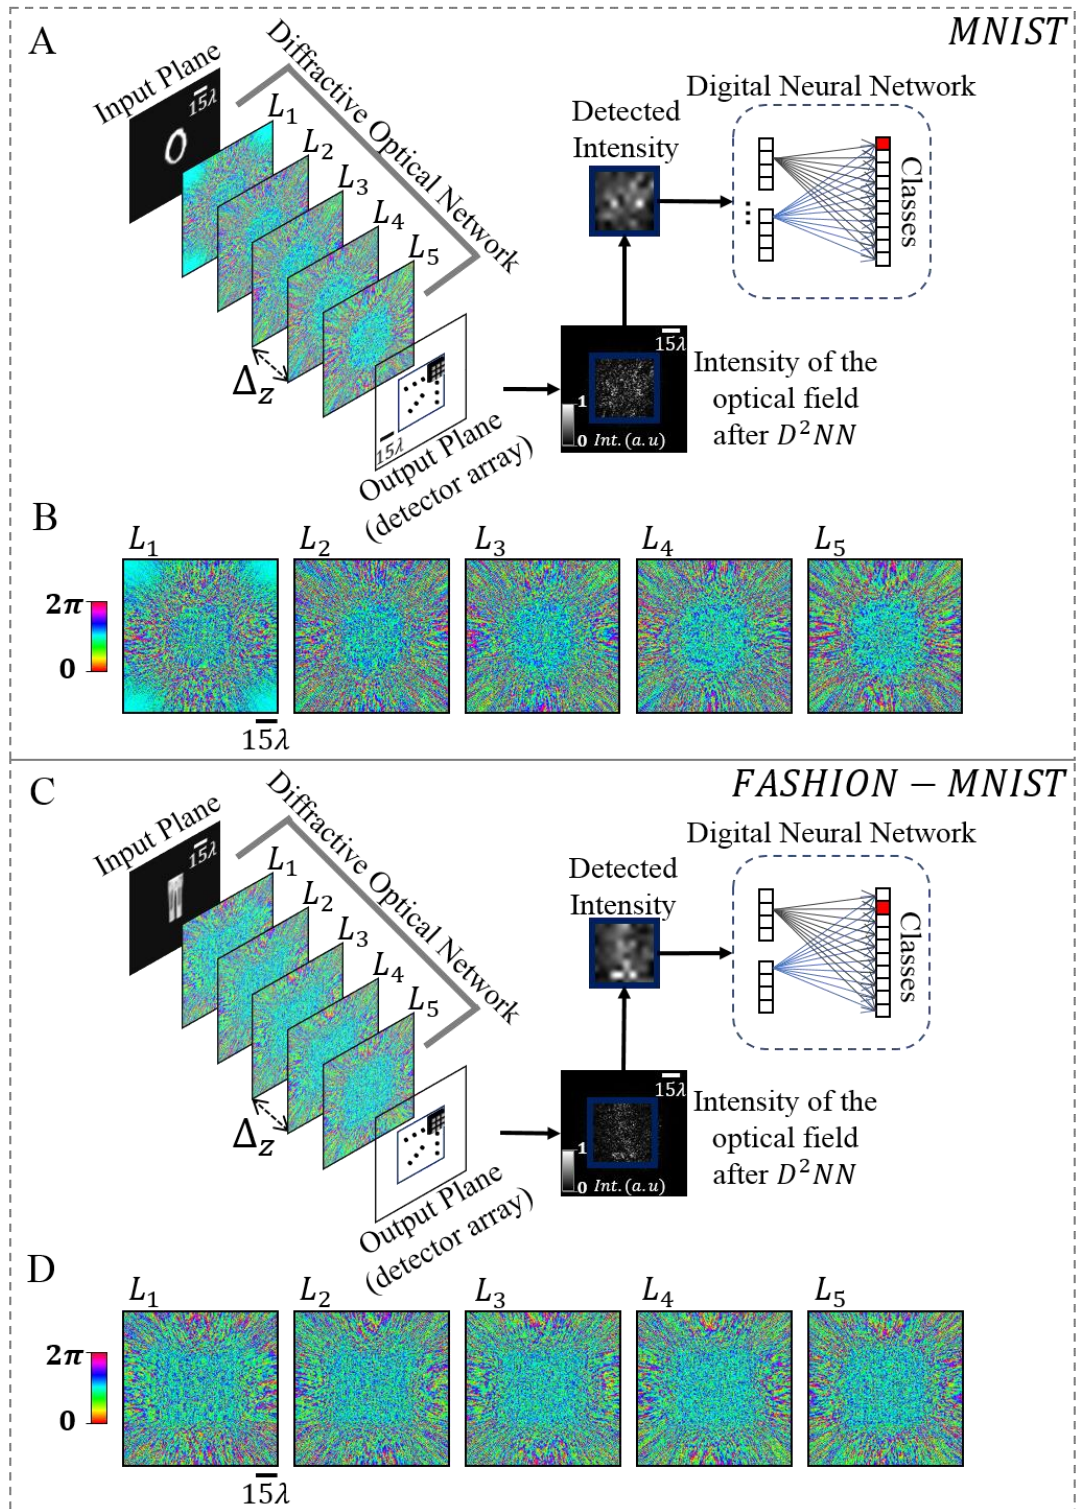 A
MNIST
Input Plane
15λ
Diffractive Optical Network
L₁
L₂
L₃
L₄
L₅
Δz
15λ
Output Plane
(detector array)
Detected
Intensity
Digital Neural Network
...
Classes
15λ
1
0 Int.(a.u)
Intensity of the
optical field
after D²NN
B
L₁ L₂ L₃ L₄ L₅
2π
0
15λ
C
FASHION − MNIST
Input Plane
15λ
Diffractive Optical Network
L₁
L₂
L₃
L₄
L₅
Δz
Output Plane
(detector array)
Detected
Intensity
Digital Neural Network
Classes
15λ
1
0 Int.(a.u)
Intensity of the
optical field
after D²NN
D
L₁ L₂ L₃ L₄ L₅
2π
0
15λ